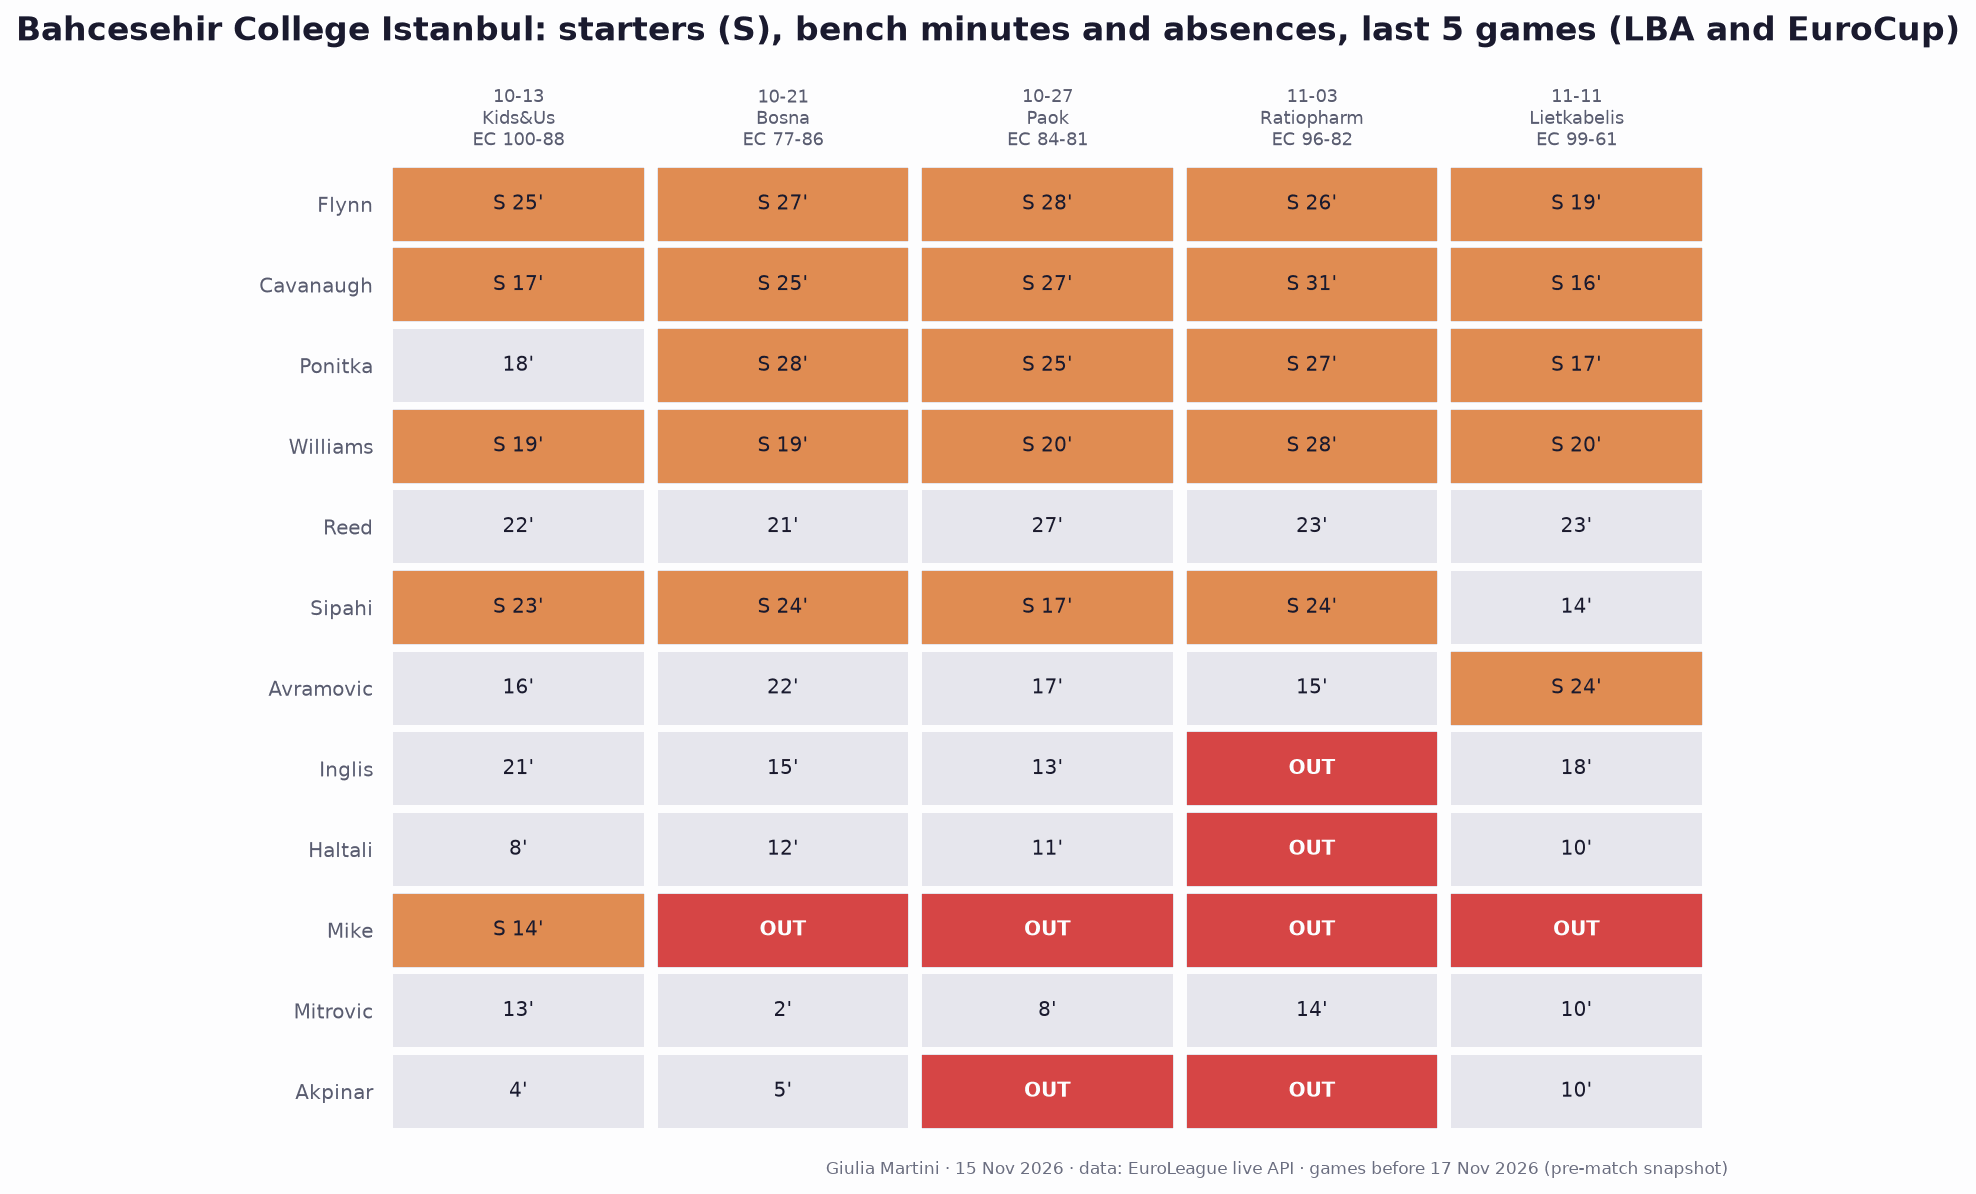 Bahcesehir College Istanbul: starters (S), bench minutes and absences, last 5 games (LBA and EuroCup)
10-13 10-21 10-27 11-03 11-11
Kids&Us Bosna Paok Ratiopharm Lietkabelis
EC 100-88 EC 77-86 EC 84-81 EC 96-82 EC 99-61
Flynn S 25' S 27' S 28' S 26' S 19'
Cavanaugh S 17' S 25' S 27' S 31' S 16'
Ponitka 18' S 28' S 25' S 27' S 17'
Williams S 19' S 19' S 20' S 28' S 20'
Reed 22' 21' 27' 23' 23'
Sipahi S 23' S 24' S 17' S 24' 14'
Avramovic 16' 22' 17' 15' S 24'
Inglis 21' 15' 13' OUT 18'
Haltali 8' 12' 11' OUT 10'
Mike S 14' OUT OUT OUT OUT
Mitrovic 13' 2' 8' 14' 10'
Akpinar 4' 5' OUT OUT 10'
Giulia Martini · 15 Nov 2026 · data: EuroLeague live API · games before 17 Nov 2026 (pre-match snapshot)